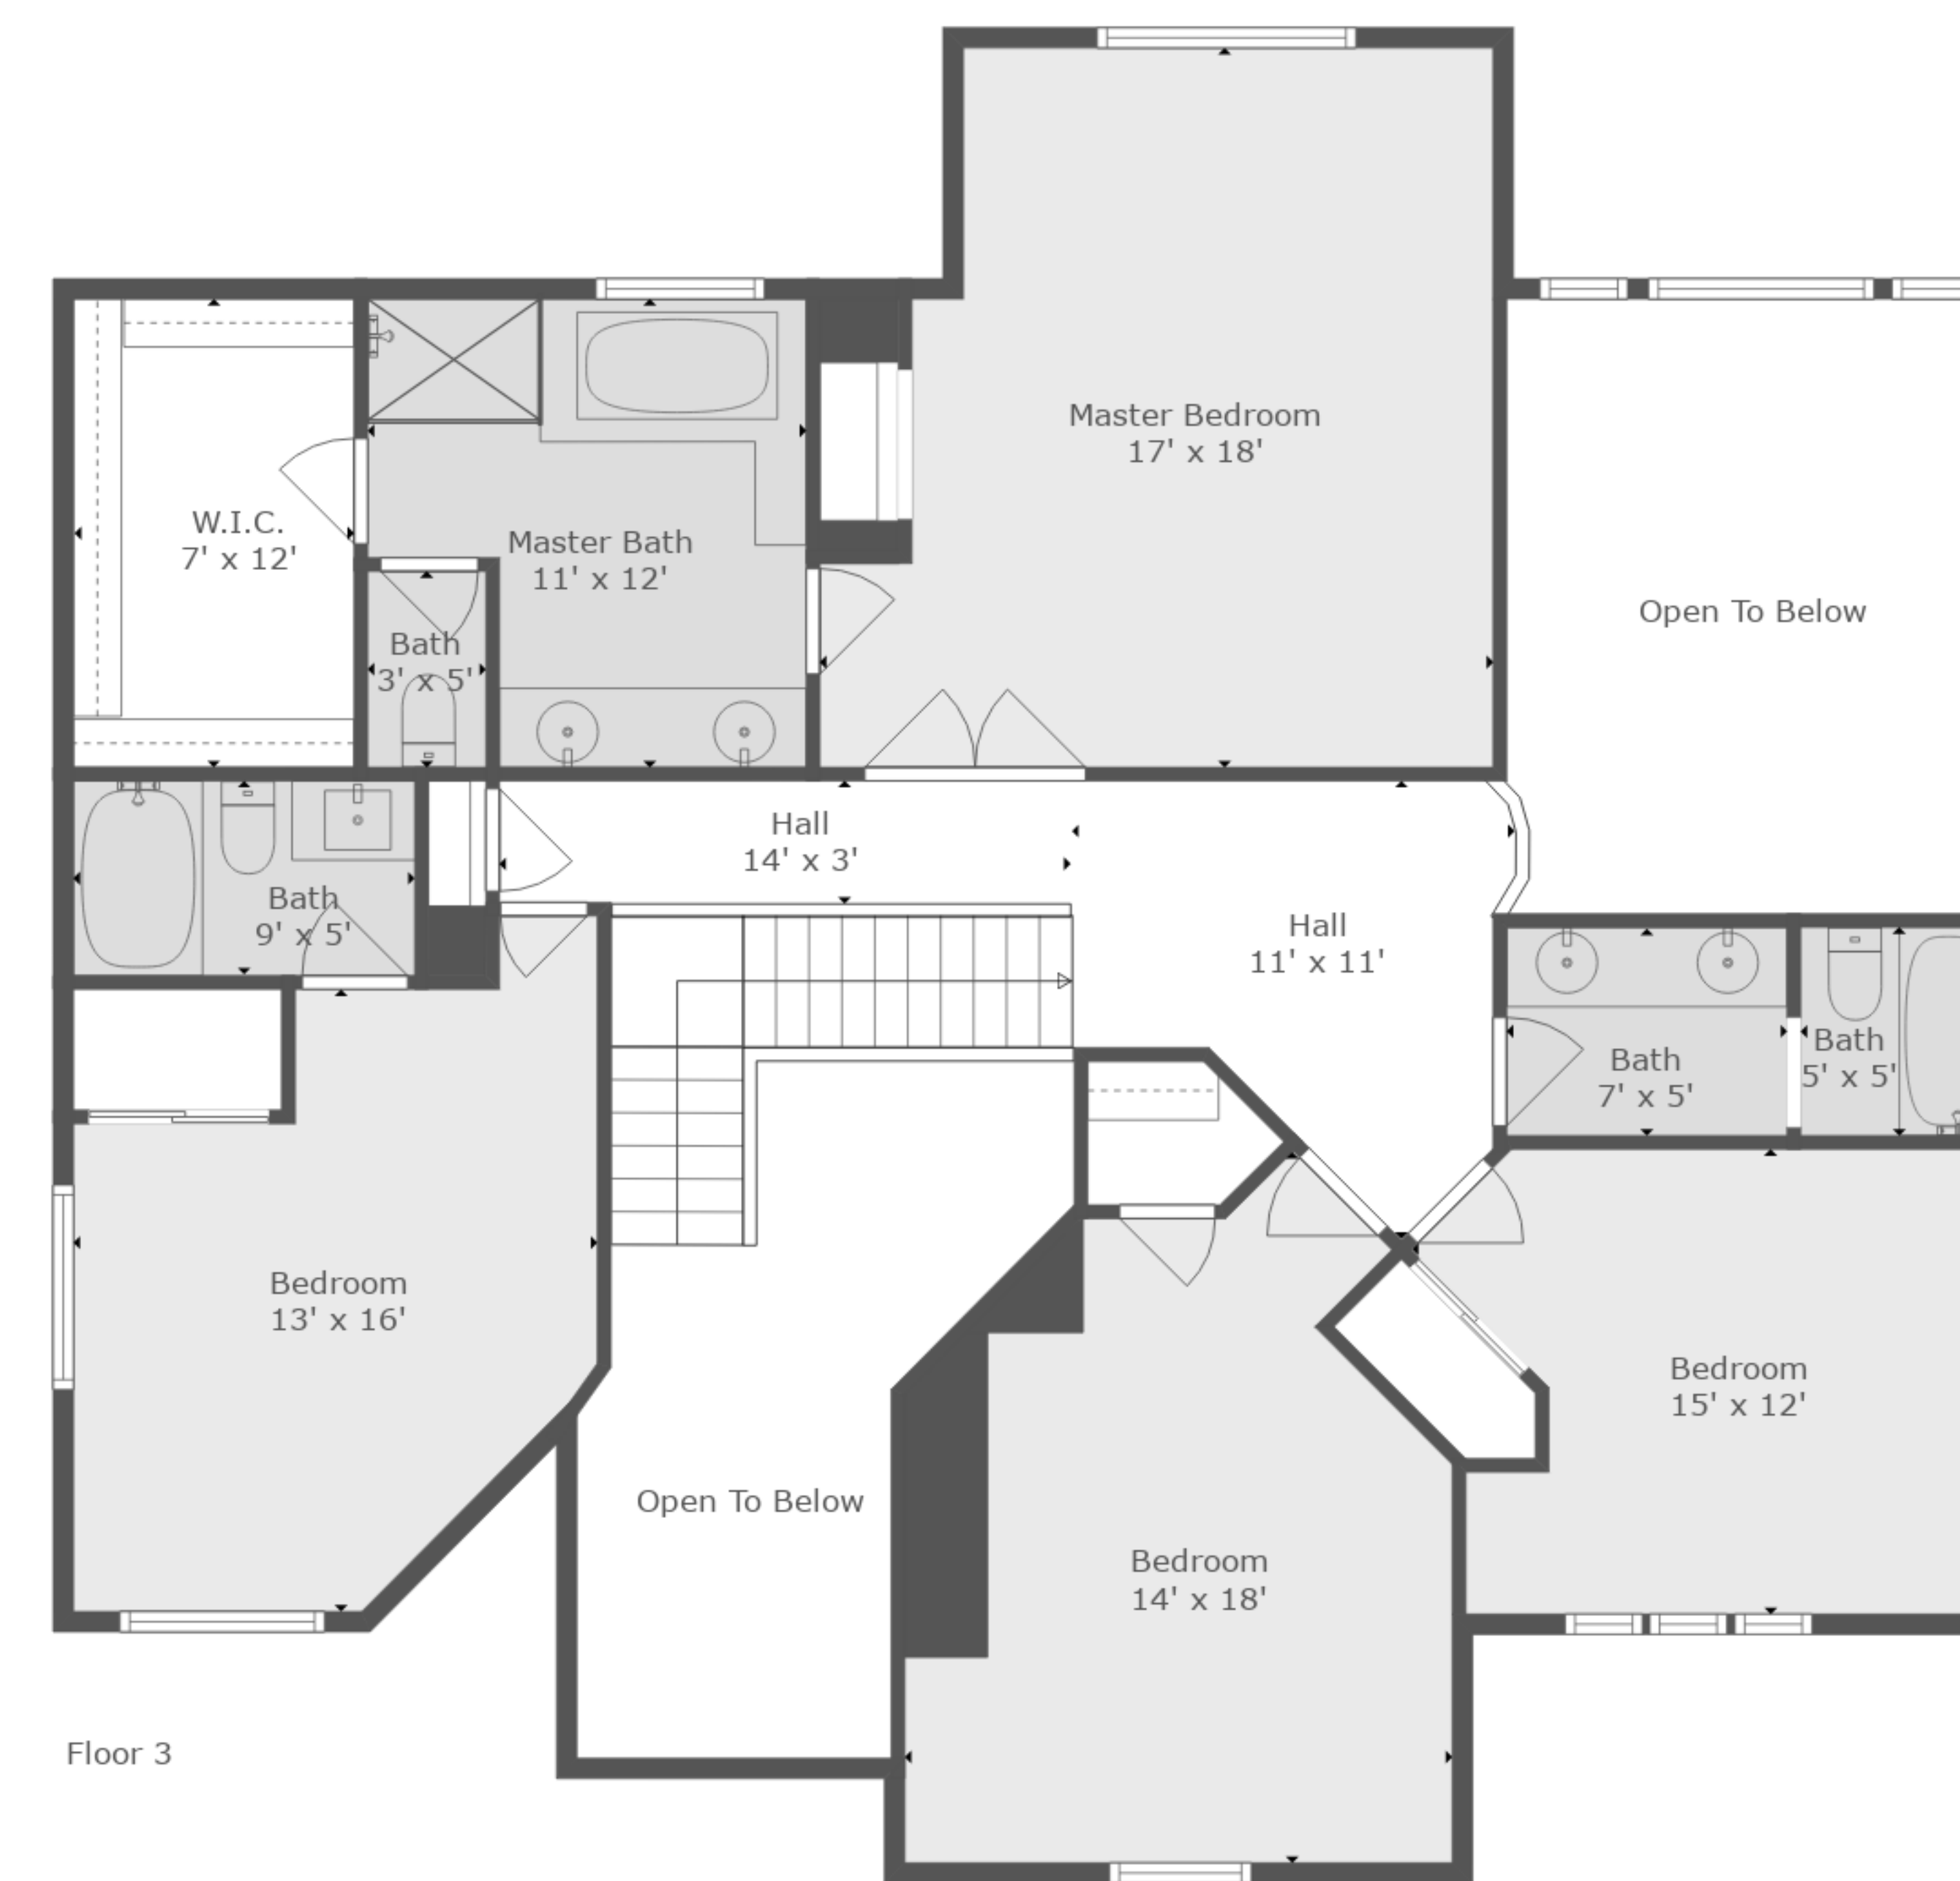 Master Bedroom
17' x 18'
W.I.C.
7' x 12'
Master Bath
11' x 12'
Open To Below
Bath
3' x 5'
Hall
14' x 3'
Bath
9' x 5'
Hall
11' x 11'
Bath
7' x 5'
Bath
5' x 5'
Bedroom
13' x 16'
Bedroom
15' x 12'
Open To Below
Bedroom
14' x 18'
Floor 3